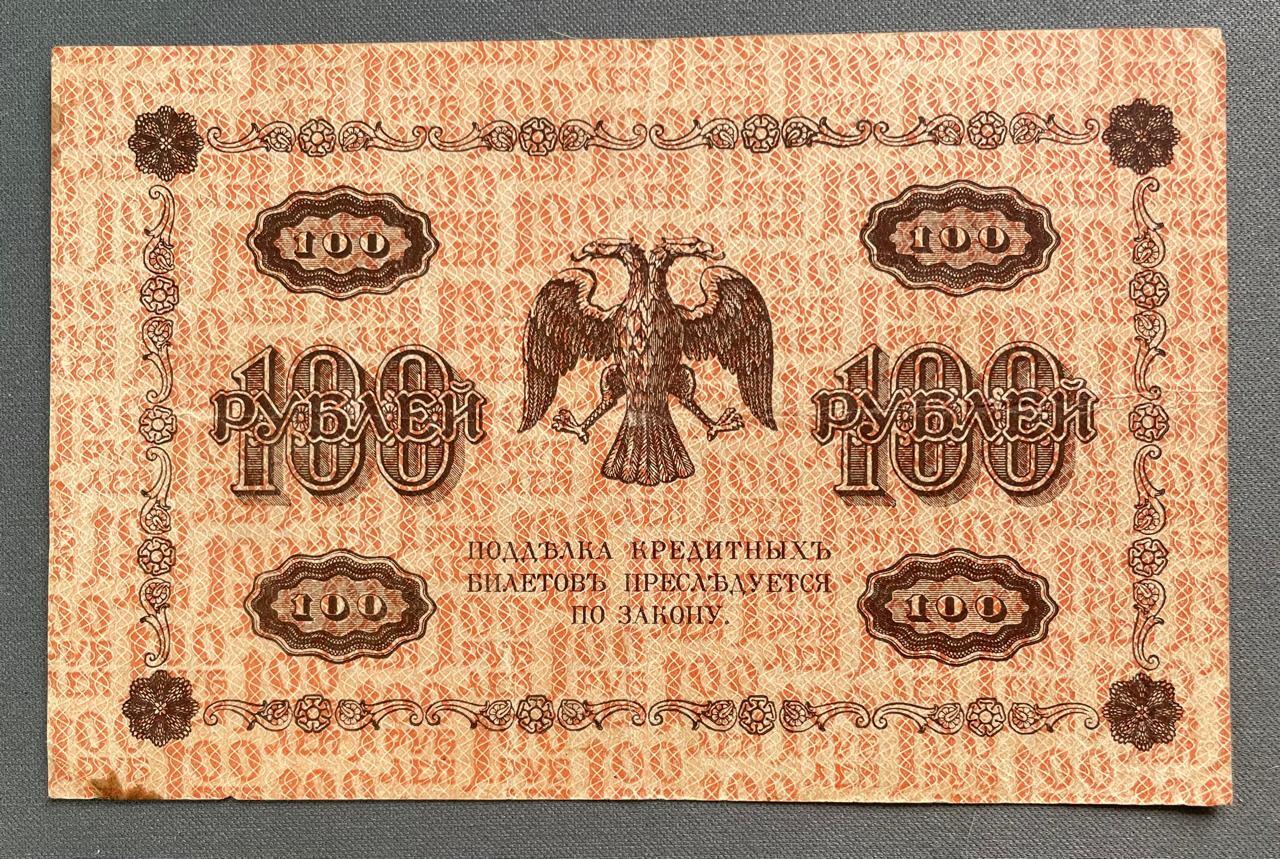 100 100
100 100
РУБЛЕЙ РУБЛЕЙ
ПОДДѢЛКА КРЕДИТНЫХЪ
БИЛЕТОВЪ ПРЕСЛѢДУЕТСЯ
ПО ЗАКОНУ.
100 100